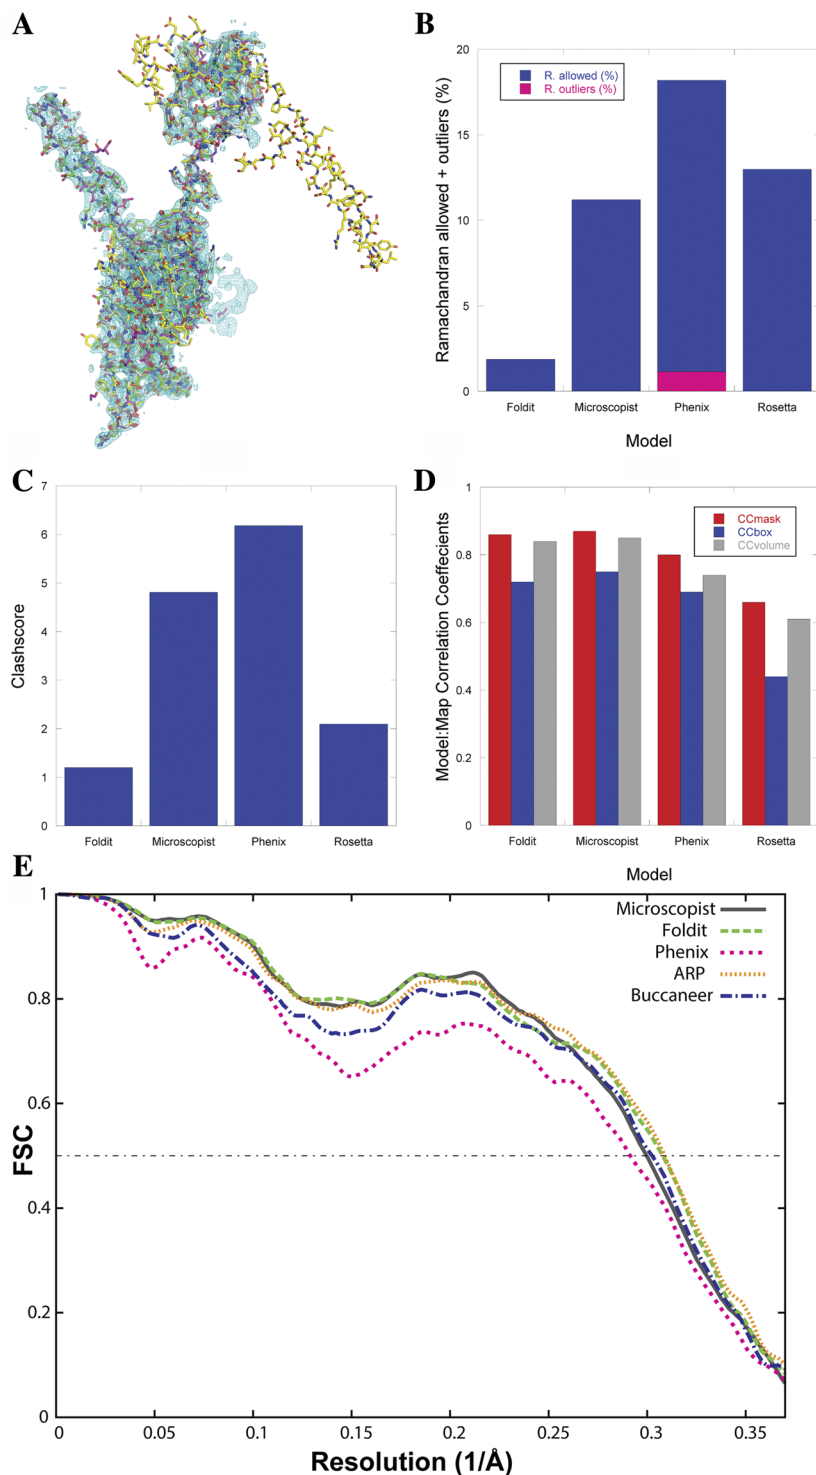 A
B
20
15
10
5
0
Ramachandran allowed + outliers (%)
R. allowed (%)
R. outliers (%)
Foldit
Microscopist
Phenix
Rosetta
Model
C
7
6
5
4
3
2
1
0
Clashscore
Foldit
Microscopist
Phenix
Rosetta
D
1
0.8
0.6
0.4
0.2
0
Model:Map Correlation Coeffecients
CCmask
CCbox
CCvolume
Foldit
Microscopist
Phenix
Rosetta
Model
E
1
0.8
0.6
0.4
0.2
0
FSC
Microscopist
Foldit
Phenix
ARP
Buccaneer
0
0.05
0.1
0.15
0.2
0.25
0.3
0.35
Resolution (1/Å)